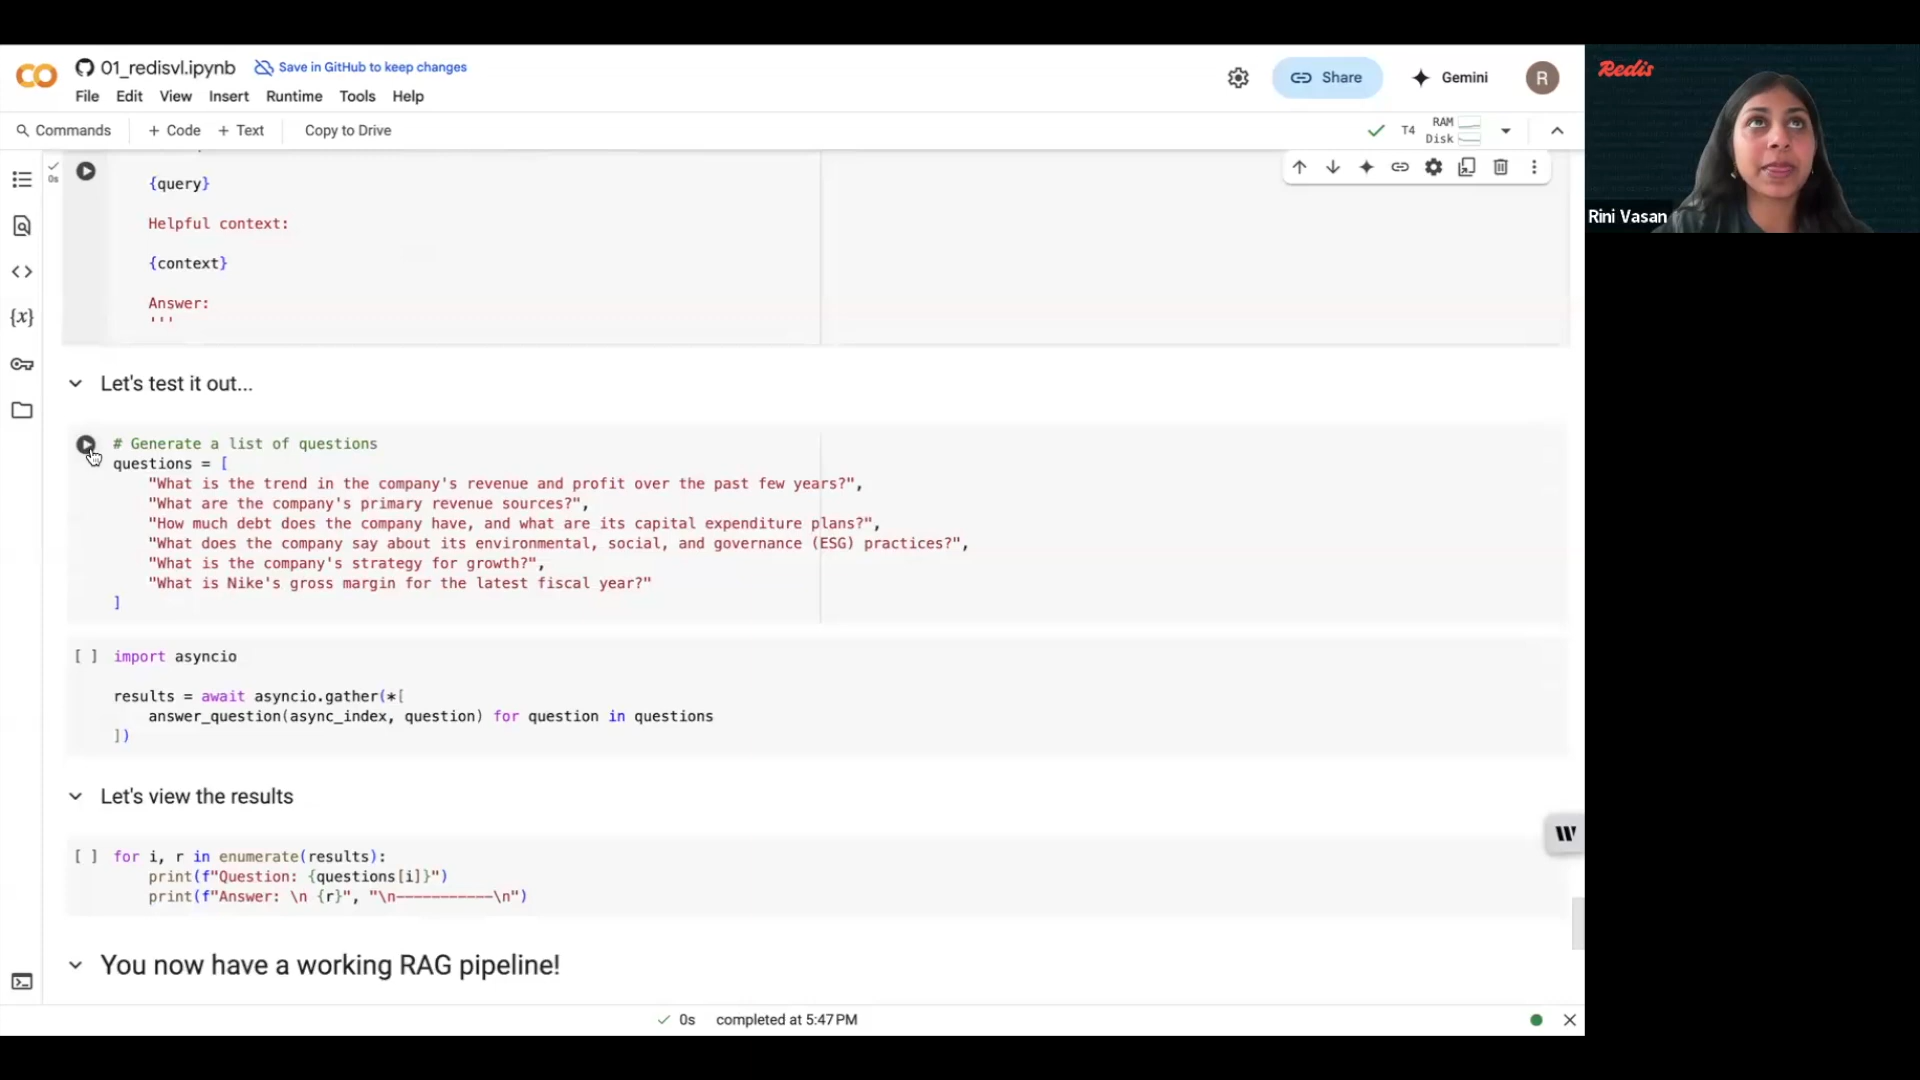 01_redisvl.ipynb
Save in GitHub to keep changes
File Edit View Insert Runtime Tools Help
Share
Gemini
R
Commands
+ Code + Text
Copy to Drive
T4
RAM
Disk
0s
{query}
Helpful context:
{context}
Answer:
'''
Let's test it out...
# Generate a list of questions
questions = [
"What is the trend in the company's revenue and profit over the past few years?",
"What are the company's primary revenue sources?",
"How much debt does the company have, and what are its capital expenditure plans?",
"What does the company say about its environmental, social, and governance (ESG) practices?",
"What is the company's strategy for growth?",
"What is Nike's gross margin for the latest fiscal year?"
]
[ ] import asyncio
results = await asyncio.gather(*[
answer_question(async_index, question) for question in questions
])
Let's view the results
[ ] for i, r in enumerate(results):
print(f"Question: {questions[i]}")
print(f"Answer: \n {r}", "\n-----------\n")
You now have a working RAG pipeline!
0s completed at 5:47 PM
Redis
Rini Vasan